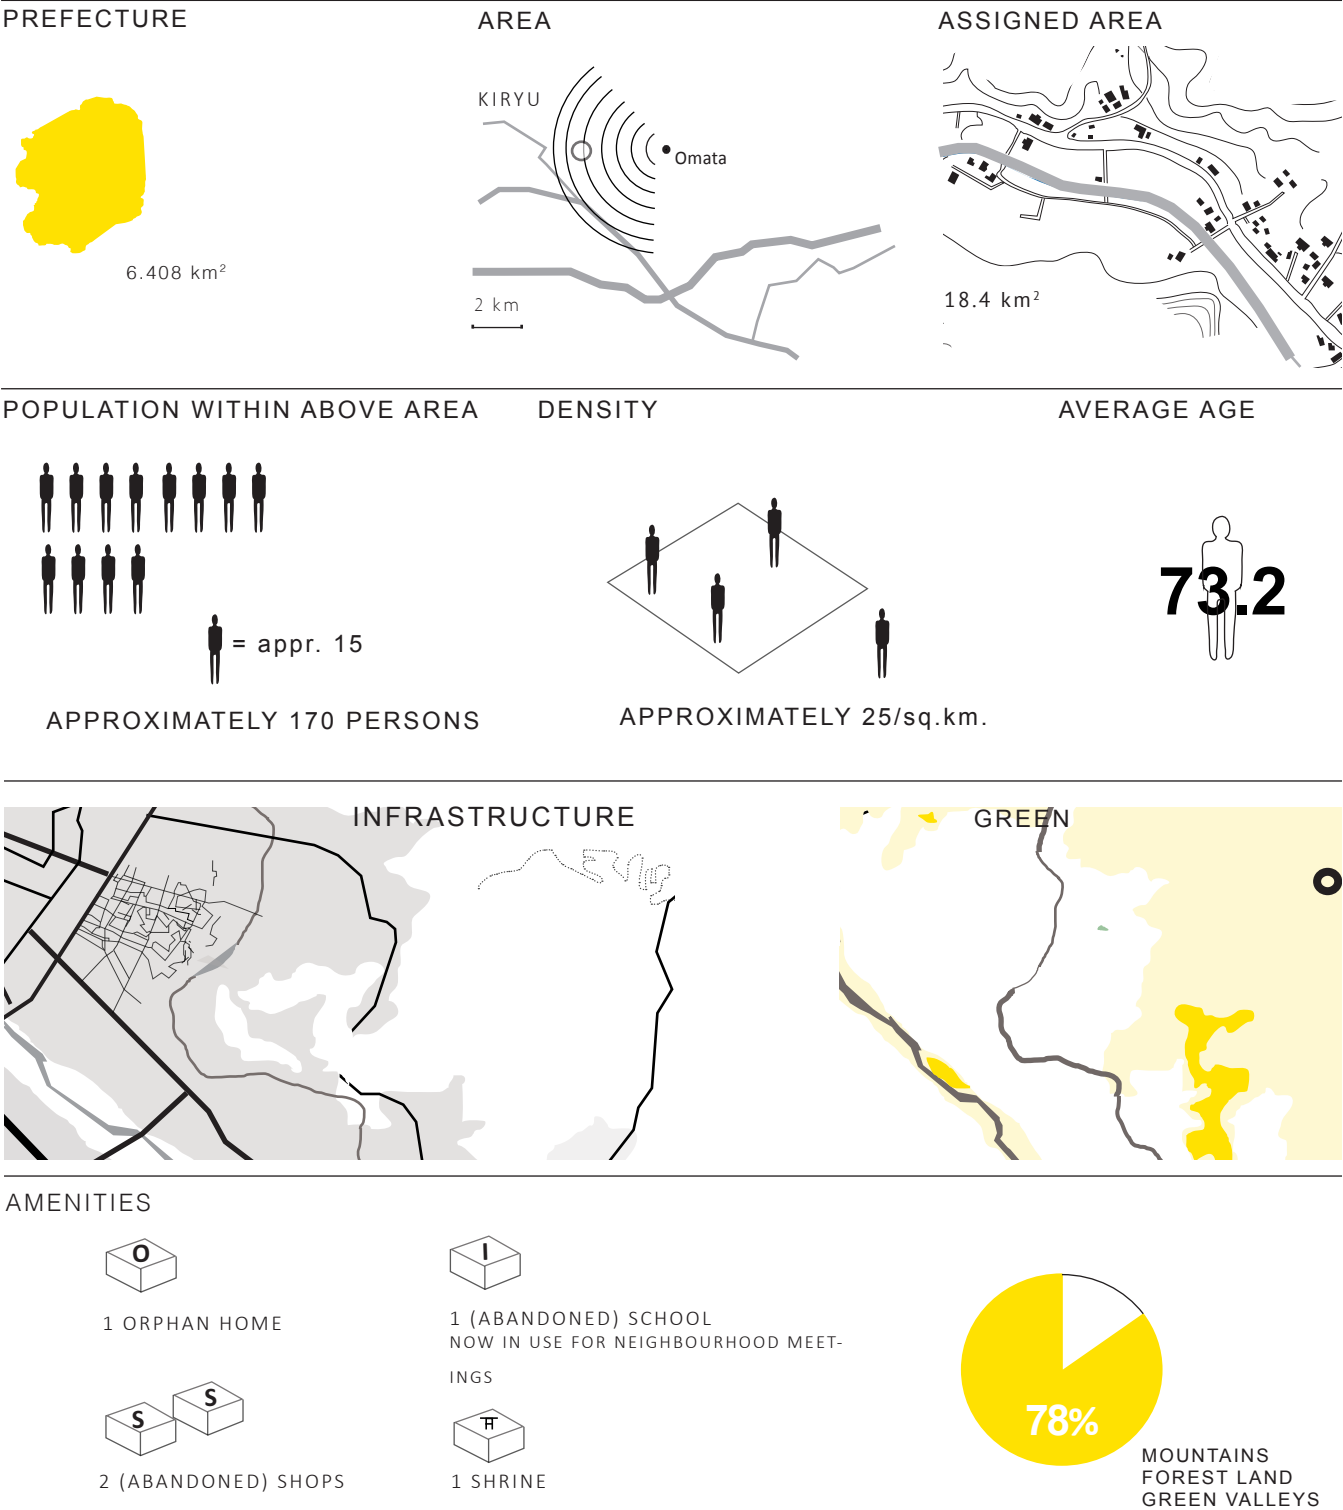 PREFECTURE
AREA
ASSIGNED AREA
KIRYU
Omata
6.408 km²
2 km
18.4 km²
POPULATION WITHIN ABOVE AREA
DENSITY
AVERAGE AGE
73.2
= appr. 15
APPROXIMATELY 170 PERSONS
APPROXIMATELY 25/sq.km.
INFRASTRUCTURE
GREEN
AMENITIES
O
1 ORPHAN HOME
I
1 (ABANDONED) SCHOOL
NOW IN USE FOR NEIGHBOURHOOD MEET-
INGS
S
S
2 (ABANDONED) SHOPS
1 SHRINE
78%
MOUNTAINS
FOREST LAND
GREEN VALLEYS